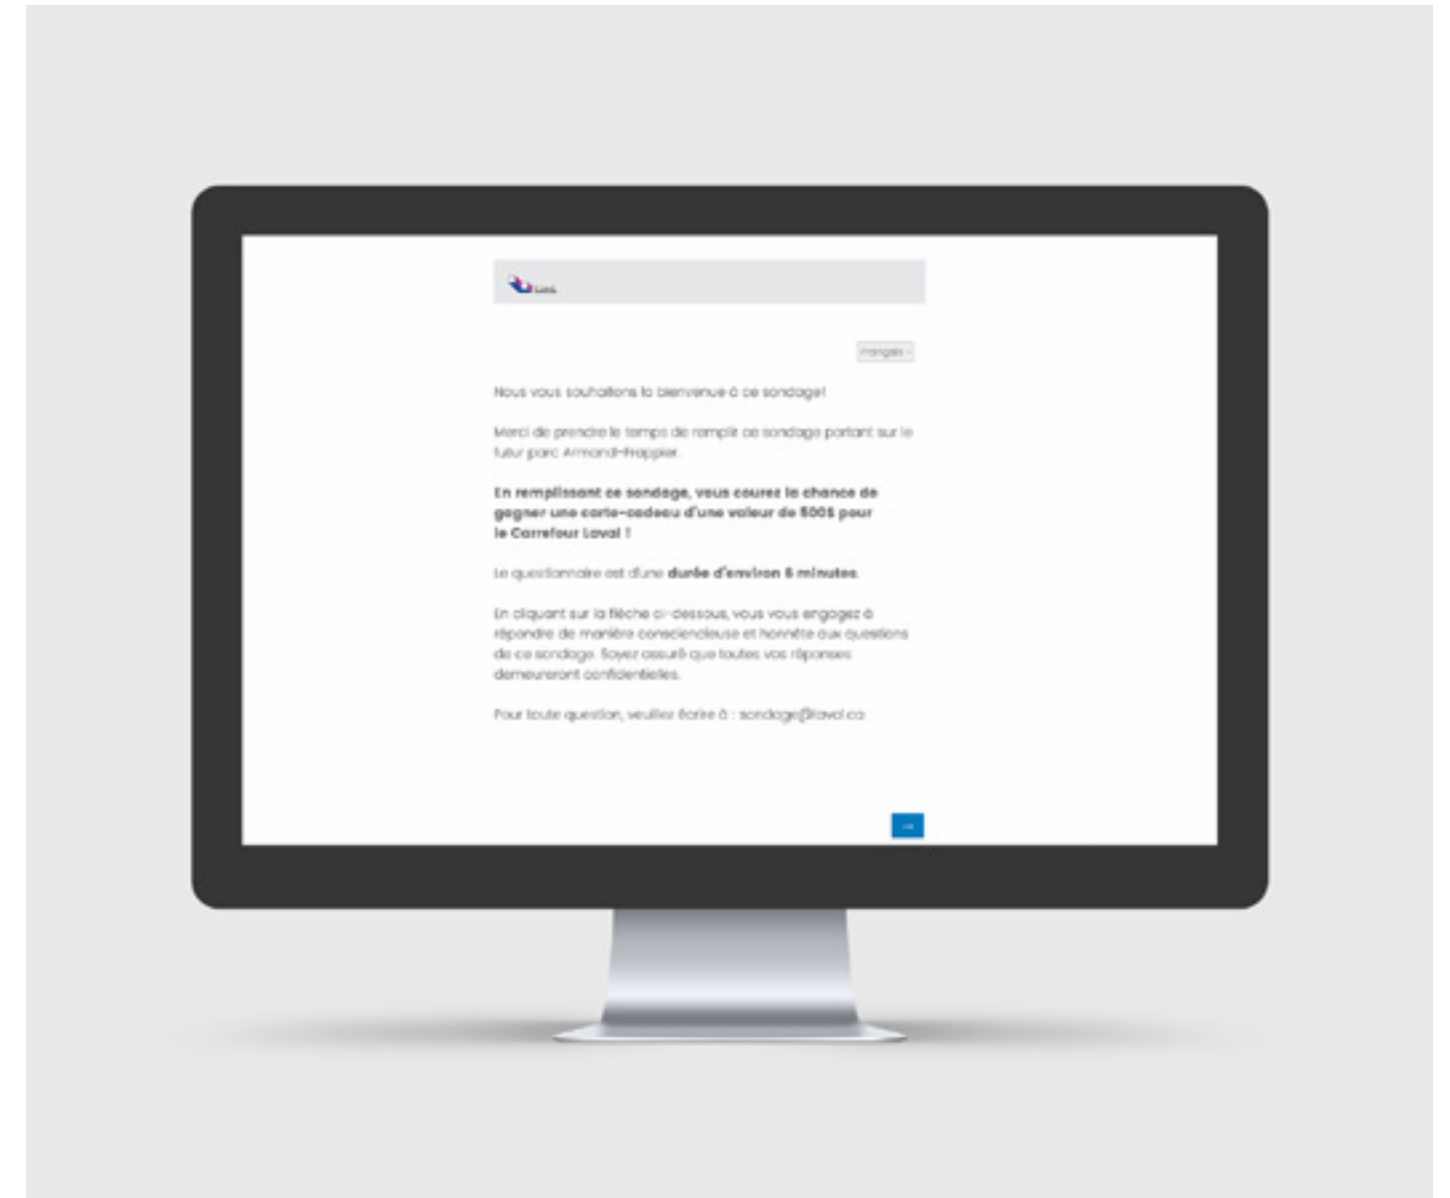 Français
Nous vous souhaitons la bienvenue à ce sondage!
Merci de prendre le temps de remplir ce sondage portant sur le
futur parc Armand-Frappier.
En remplissant ce sondage, vous courez la chance de
gagner une carte-cadeau d'une valeur de 500$ pour
le Carrefour Laval !
Le questionnaire est d'une durée d'environ 6 minutes.
En cliquant sur la flèche ci-dessous, vous vous engagez à
répondre de manière consciencieuse et honnête aux questions
de ce sondage. Soyez assuré que toutes vos réponses
demeureront confidentielles.
Pour toute question, veuillez écrire à : sondage@laval.ca